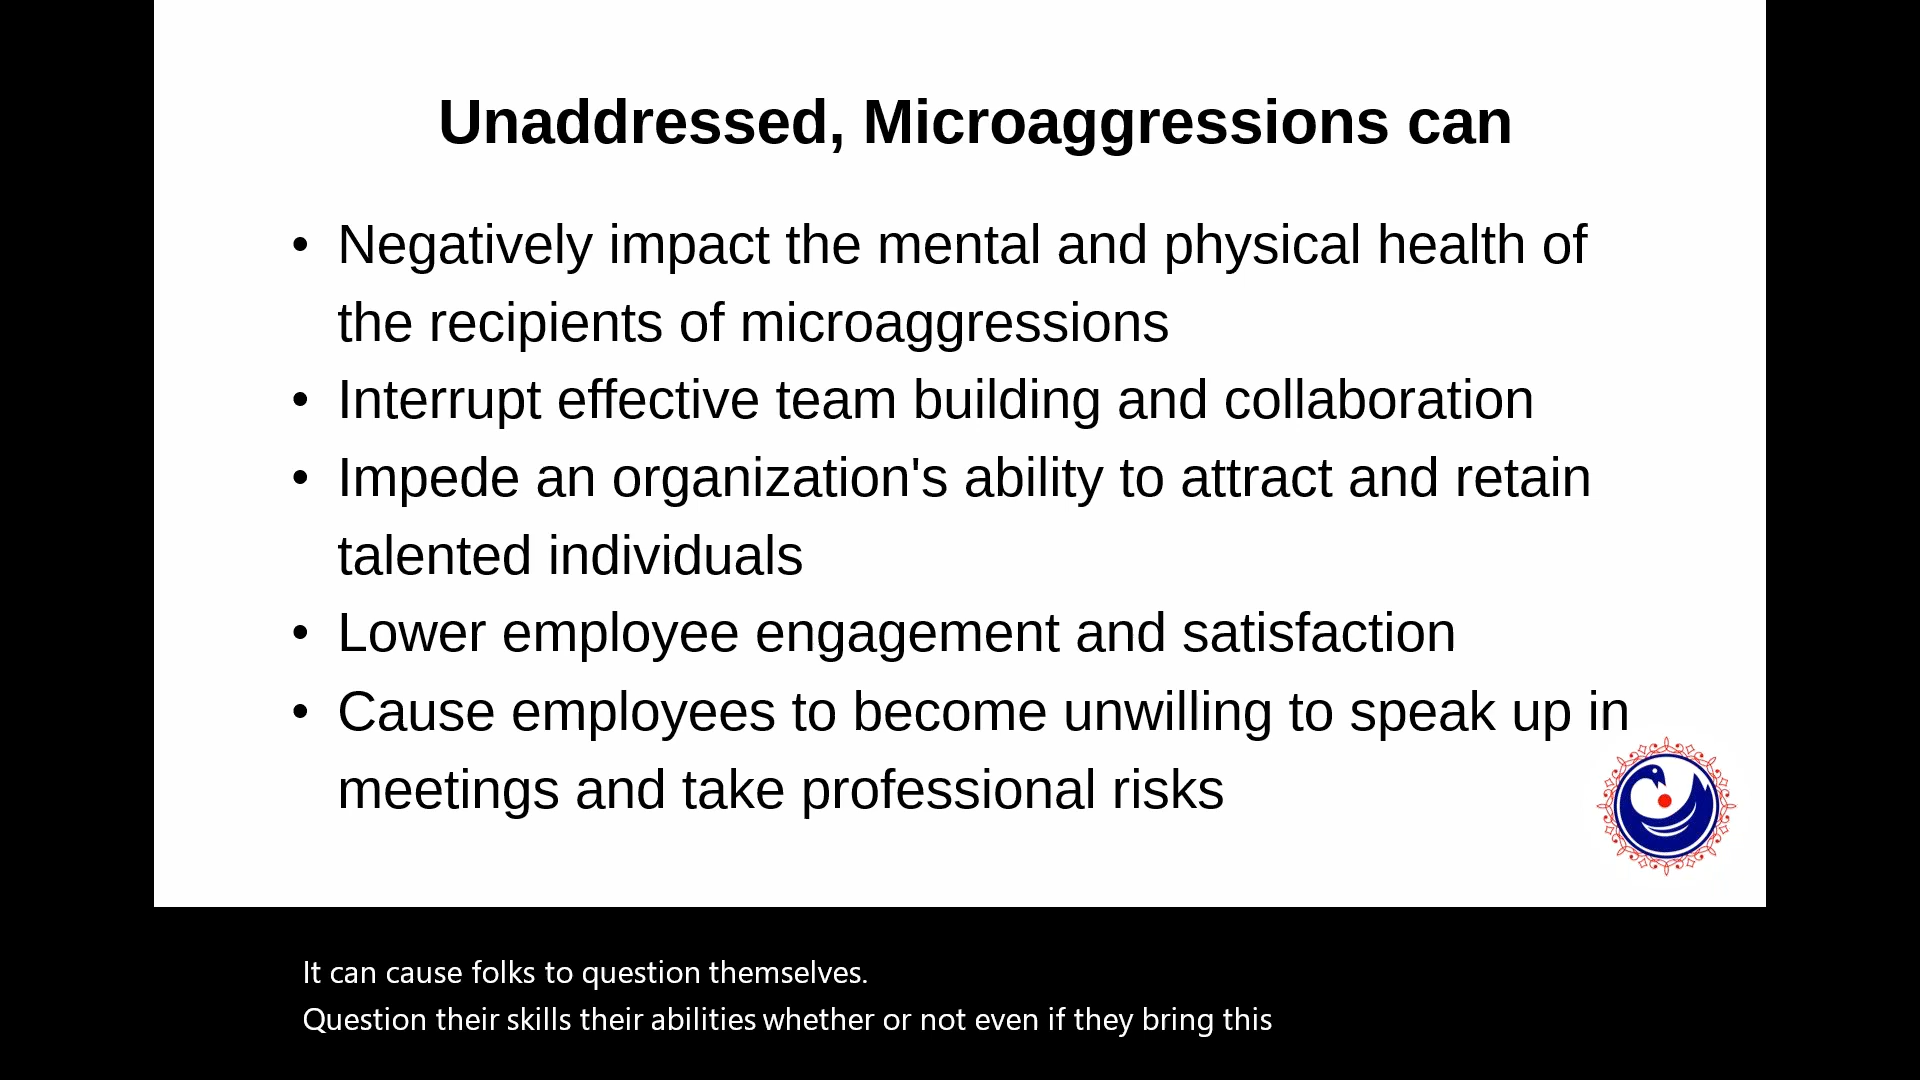 Unaddressed, Microaggressions can
• Negatively impact the mental and physical health of
the recipients of microaggressions
• Interrupt effective team building and collaboration
• Impede an organization's ability to attract and retain
talented individuals
• Lower employee engagement and satisfaction
• Cause employees to become unwilling to speak up in
meetings and take professional risks
It can cause folks to question themselves.
Question their skills their abilities whether or not even if they bring this